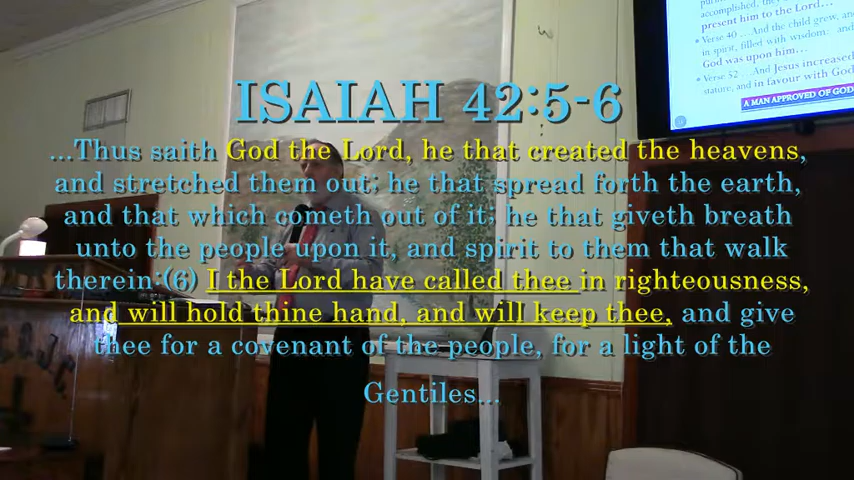 ISAIAH 42:5-6
...Thus saith God the Lord, he that created the heavens,
and stretched them out; he that spread forth the earth,
and that which cometh out of it; he that giveth breath
unto the people upon it, and spirit to them that walk
therein:(6) I the Lord have called thee in righteousness,
and will hold thine hand, and will keep thee, and give
thee for a covenant of the people, for a light of the
Gentiles...
accomplished, they
present him to the Lord...
• Verse 40 ...And the child grew, and
in spirit, filled with wisdom: and
God was upon him...
• Verse 52 ...And Jesus increased
stature, and in favour with God
A MAN APPROVED OF GOD